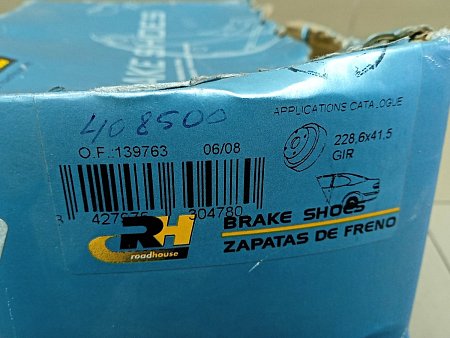 BRAKE SHOES
408500
APPLICATIONS CATALOGUE
O.F.:139763 06/08
228,6x41,5
GIR
304780
RH
roadhouse
BRAKE SHOES
ZAPATAS DE FRENO